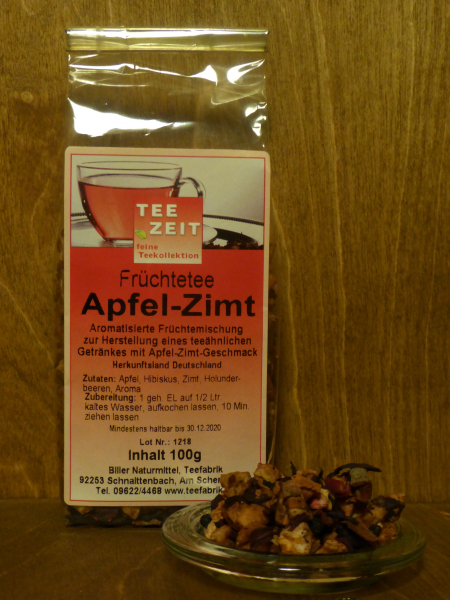 TEE
ZEIT
feine
Teekollektion
Früchtetee
Apfel-Zimt
Aromatisierte Früchtemischung
zur Herstellung eines teeähnlichen
Getränkes mit Apfel-Zimt-Geschmack
Herkunftsland Deutschland
Zutaten: Apfel, Hibiskus, Zimt, Holunder-
beeren, Aroma
Zubereitung: 1 geh. EL auf 1/2 Ltr.
kaltes Wasser, aufkochen lassen, 10 Min.
ziehen lassen
Mindestens haltbar bis 30.12.2020
Lot Nr.: 1218
Inhalt 100g
Biller Naturmittel, Teefabrik
92253 Schnaittenbach, Am
Tel. 09622/4468 www.teefabrik